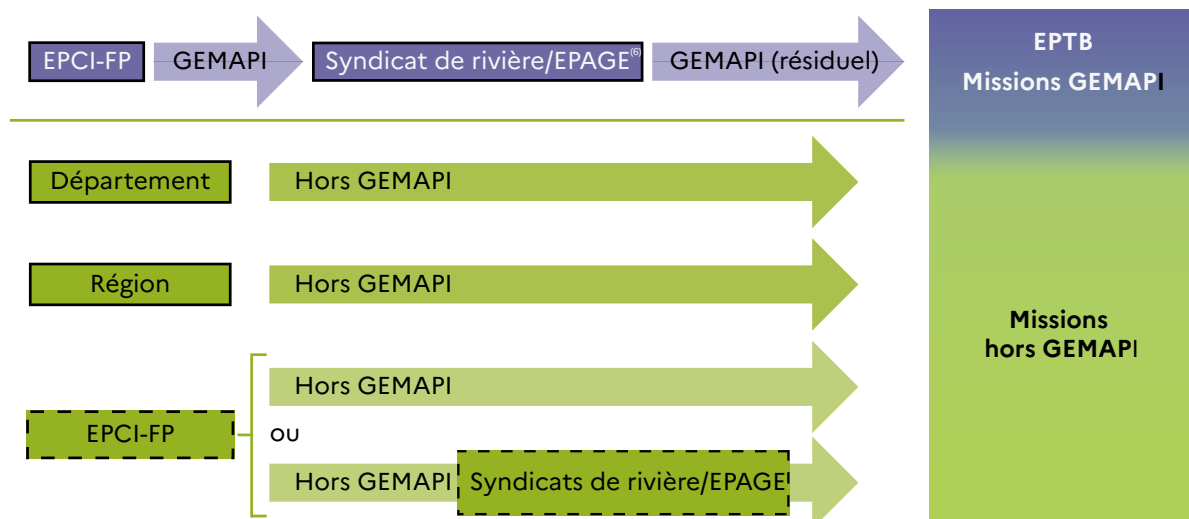 EPCI-FP GEMAPI Syndicat de rivière/EPAGE(6) GEMAPI (résiduel)
EPTB
Missions GEMAPI
Département Hors GEMAPI
Région Hors GEMAPI
Missions
hors GEMAPI
Hors GEMAPI
EPCI-FP ou
Hors GEMAPI Syndicats de rivière/EPAGE